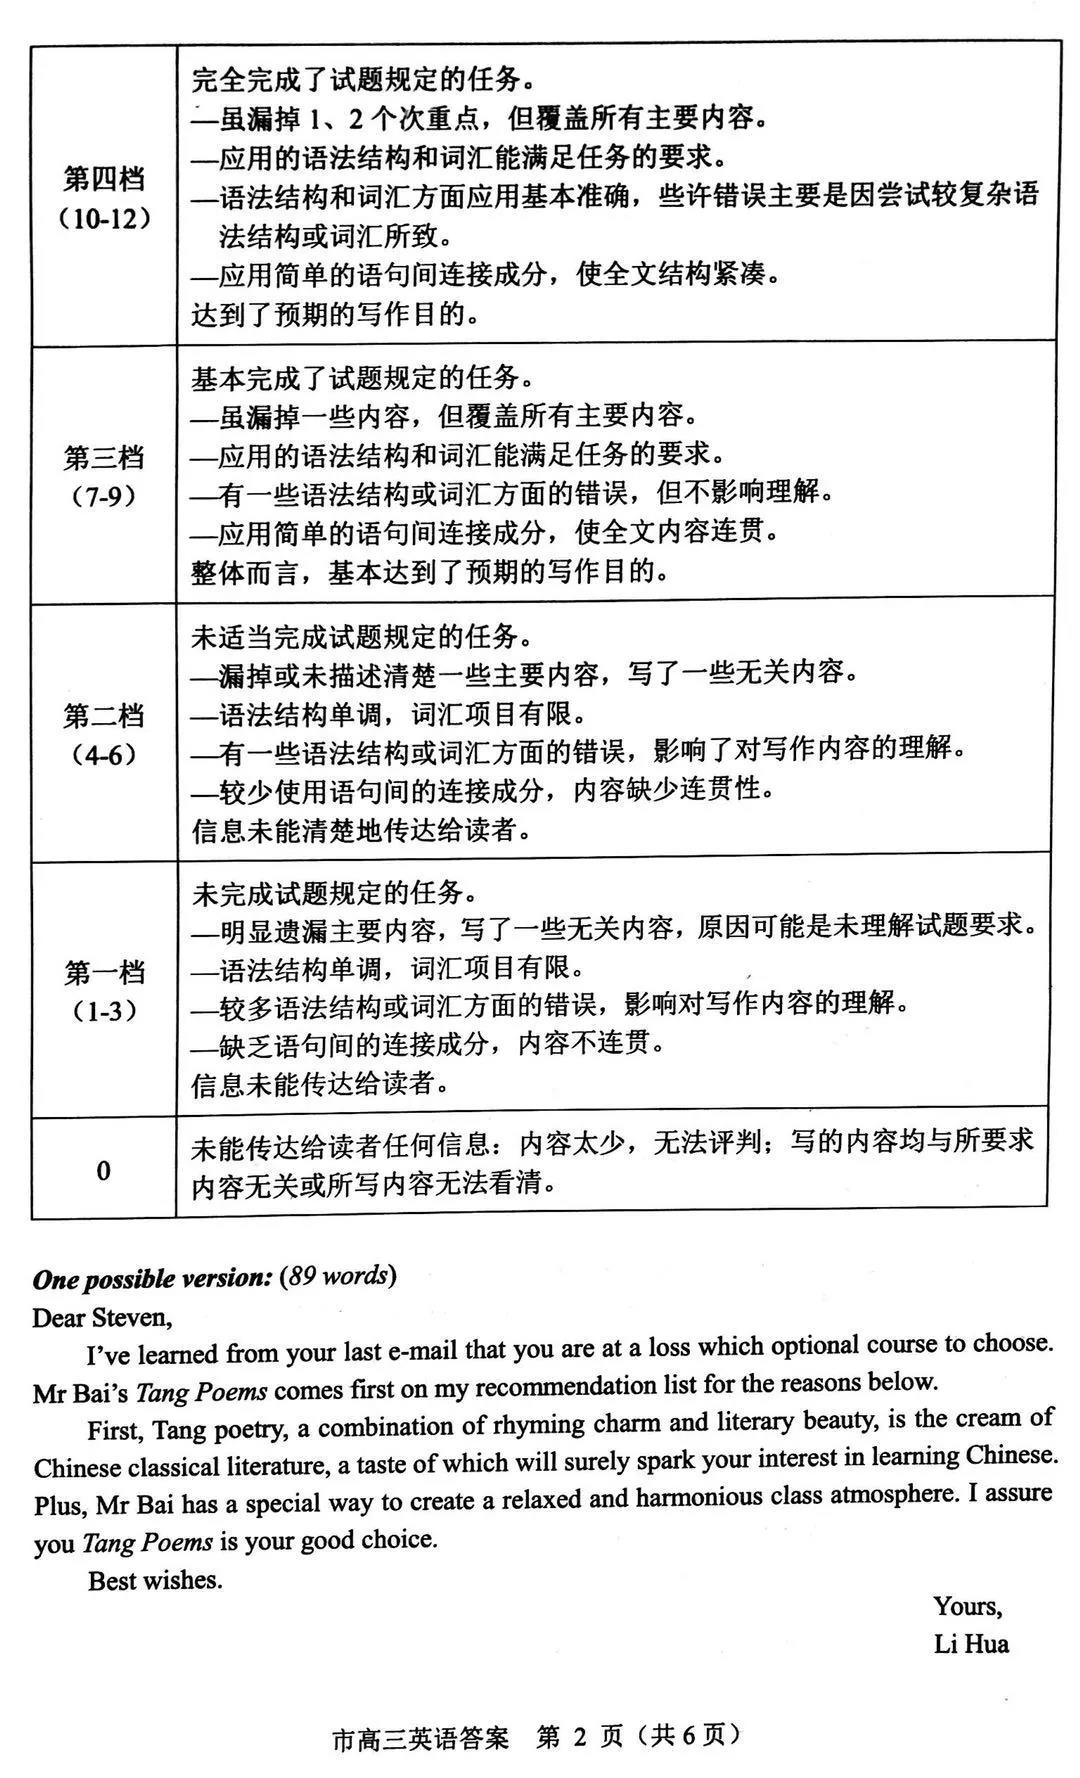 第四档
(10-12)
完全完成了试题规定的任务。
—虽漏掉 1、2 个次重点，但覆盖所有主要内容。
—应用的语法结构和词汇能满足任务的要求。
—语法结构和词汇方面应用基本准确，些许错误主要是因尝试较复杂语
法结构或词汇所致。
—应用简单的语句间连接成分，使全文结构紧凑。
达到了预期的写作目的。
第三档
(7-9)
基本完成了试题规定的任务。
—虽漏掉一些内容，但覆盖所有主要内容。
—应用的语法结构和词汇能满足任务的要求。
—有一些语法结构或词汇方面的错误，但不影响理解。
—应用简单的语句间连接成分，使全文内容连贯。
整体而言，基本达到了预期的写作目的。
第二档
(4-6)
未适当完成试题规定的任务。
—漏掉或未描述清楚一些主要内容，写了一些无关内容。
—语法结构单调，词汇项目有限。
—有一些语法结构或词汇方面的错误，影响了对写作内容的理解。
—较少使用语句间的连接成分，内容缺少连贯性。
信息未能清楚地传达给读者。
第一档
(1-3)
未完成试题规定的任务。
—明显遗漏主要内容，写了一些无关内容，原因可能是未理解试题要求。
—语法结构单调，词汇项目有限。
—较多语法结构或词汇方面的错误，影响对写作内容的理解。
—缺乏语句间的连接成分，内容不连贯。
信息未能传达给读者。
0
未能传达给读者任何信息：内容太少，无法评判；写的内容均与所要求
内容无关或所写内容无法看清。
One possible version: (89 words)
Dear Steven,
I've learned from your last e-mail that you are at a loss which optional course to choose.
Mr Bai's Tang Poems comes first on my recommendation list for the reasons below.
First, Tang poetry, a combination of rhyming charm and literary beauty, is the cream of
Chinese classical literature, a taste of which will surely spark your interest in learning Chinese.
Plus, Mr Bai has a special way to create a relaxed and harmonious class atmosphere. I assure
you Tang Poems is your good choice.
Best wishes.
Yours,
Li Hua
市高三英语答案 第 2 页（共 6 页）